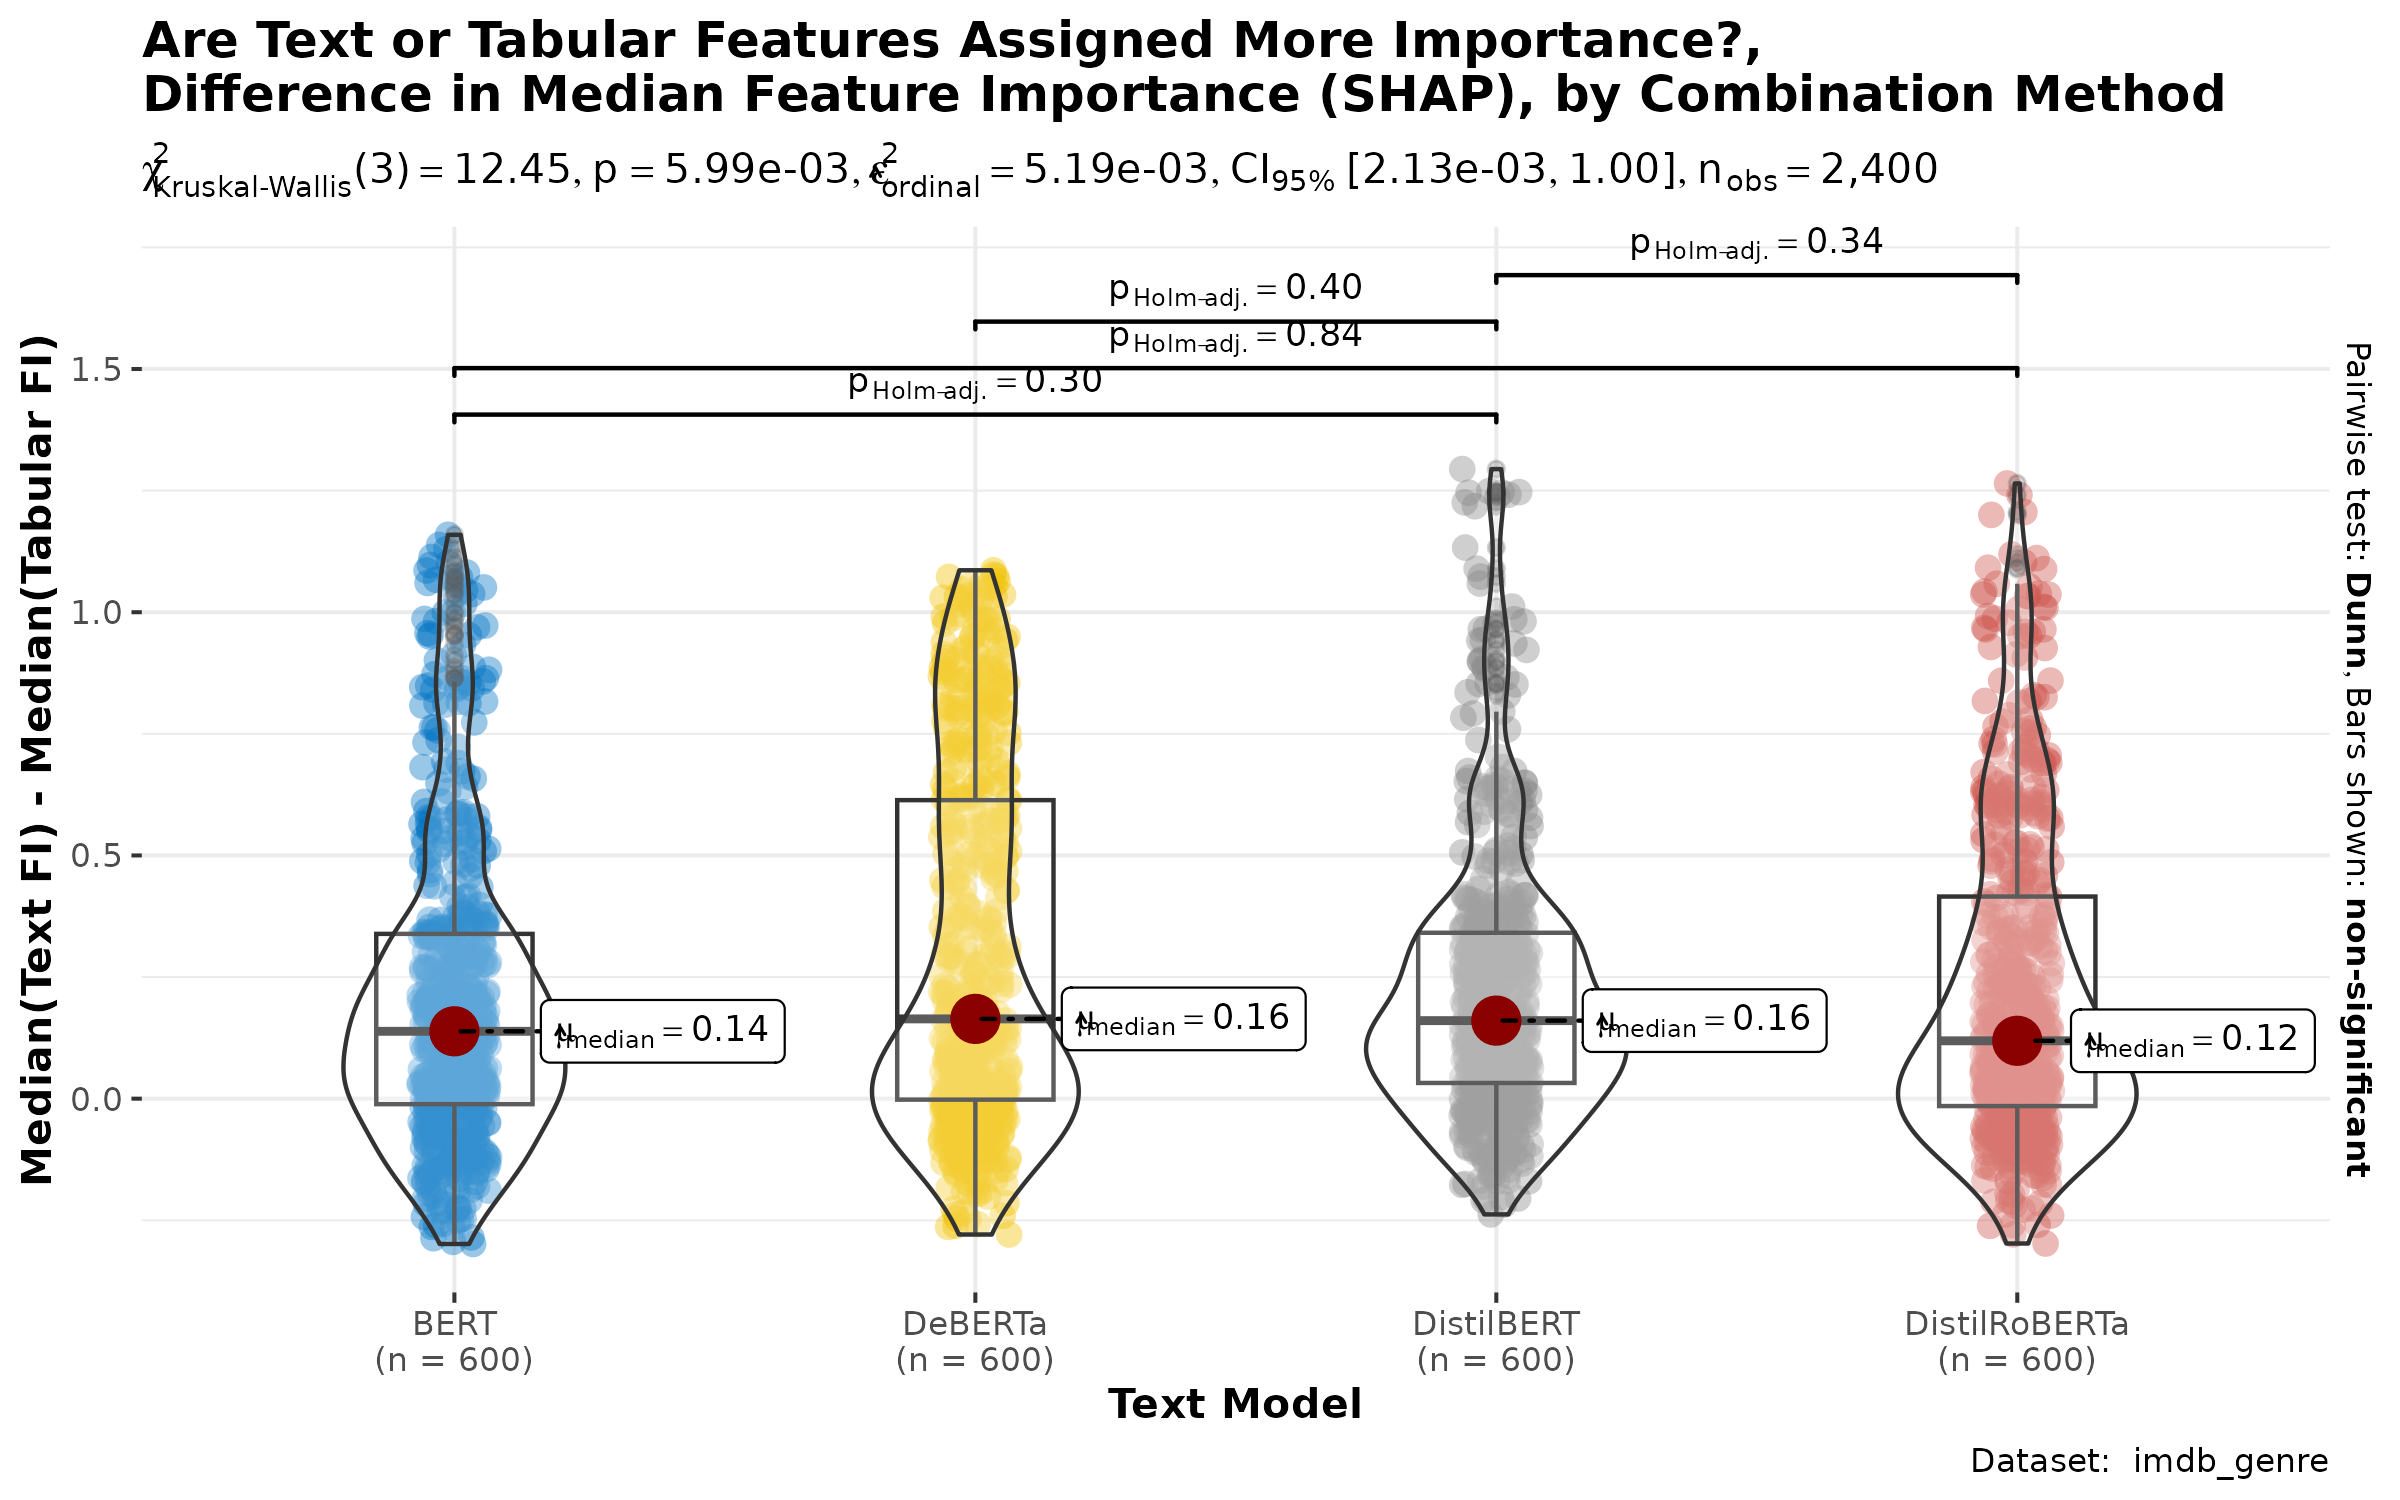 Are Text or Tabular Features Assigned More Importance?,
Difference in Median Feature Importance (SHAP), by Combination Method
χ²Kruskal-Wallis(3) = 12.45, p = 5.99e-03, ε̂²ordinal = 5.19e-03, CI95% [2.13e-03, 1.00], nobs = 2,400
pHolm-adj. = 0.34
pHolm-adj. = 0.40
pHolm-adj. = 0.84
pHolm-adj. = 0.30
Median(Text FI) - Median(Tabular FI)
1.5
1.0
0.5
0.0
μ̂median = 0.14
μ̂median = 0.16
μ̂median = 0.16
μ̂median = 0.12
Pairwise test: Dunn, Bars shown: non-significant
BERT
(n = 600)
DeBERTa
(n = 600)
DistilBERT
(n = 600)
DistilRoBERTa
(n = 600)
Text Model
Dataset: imdb_genre